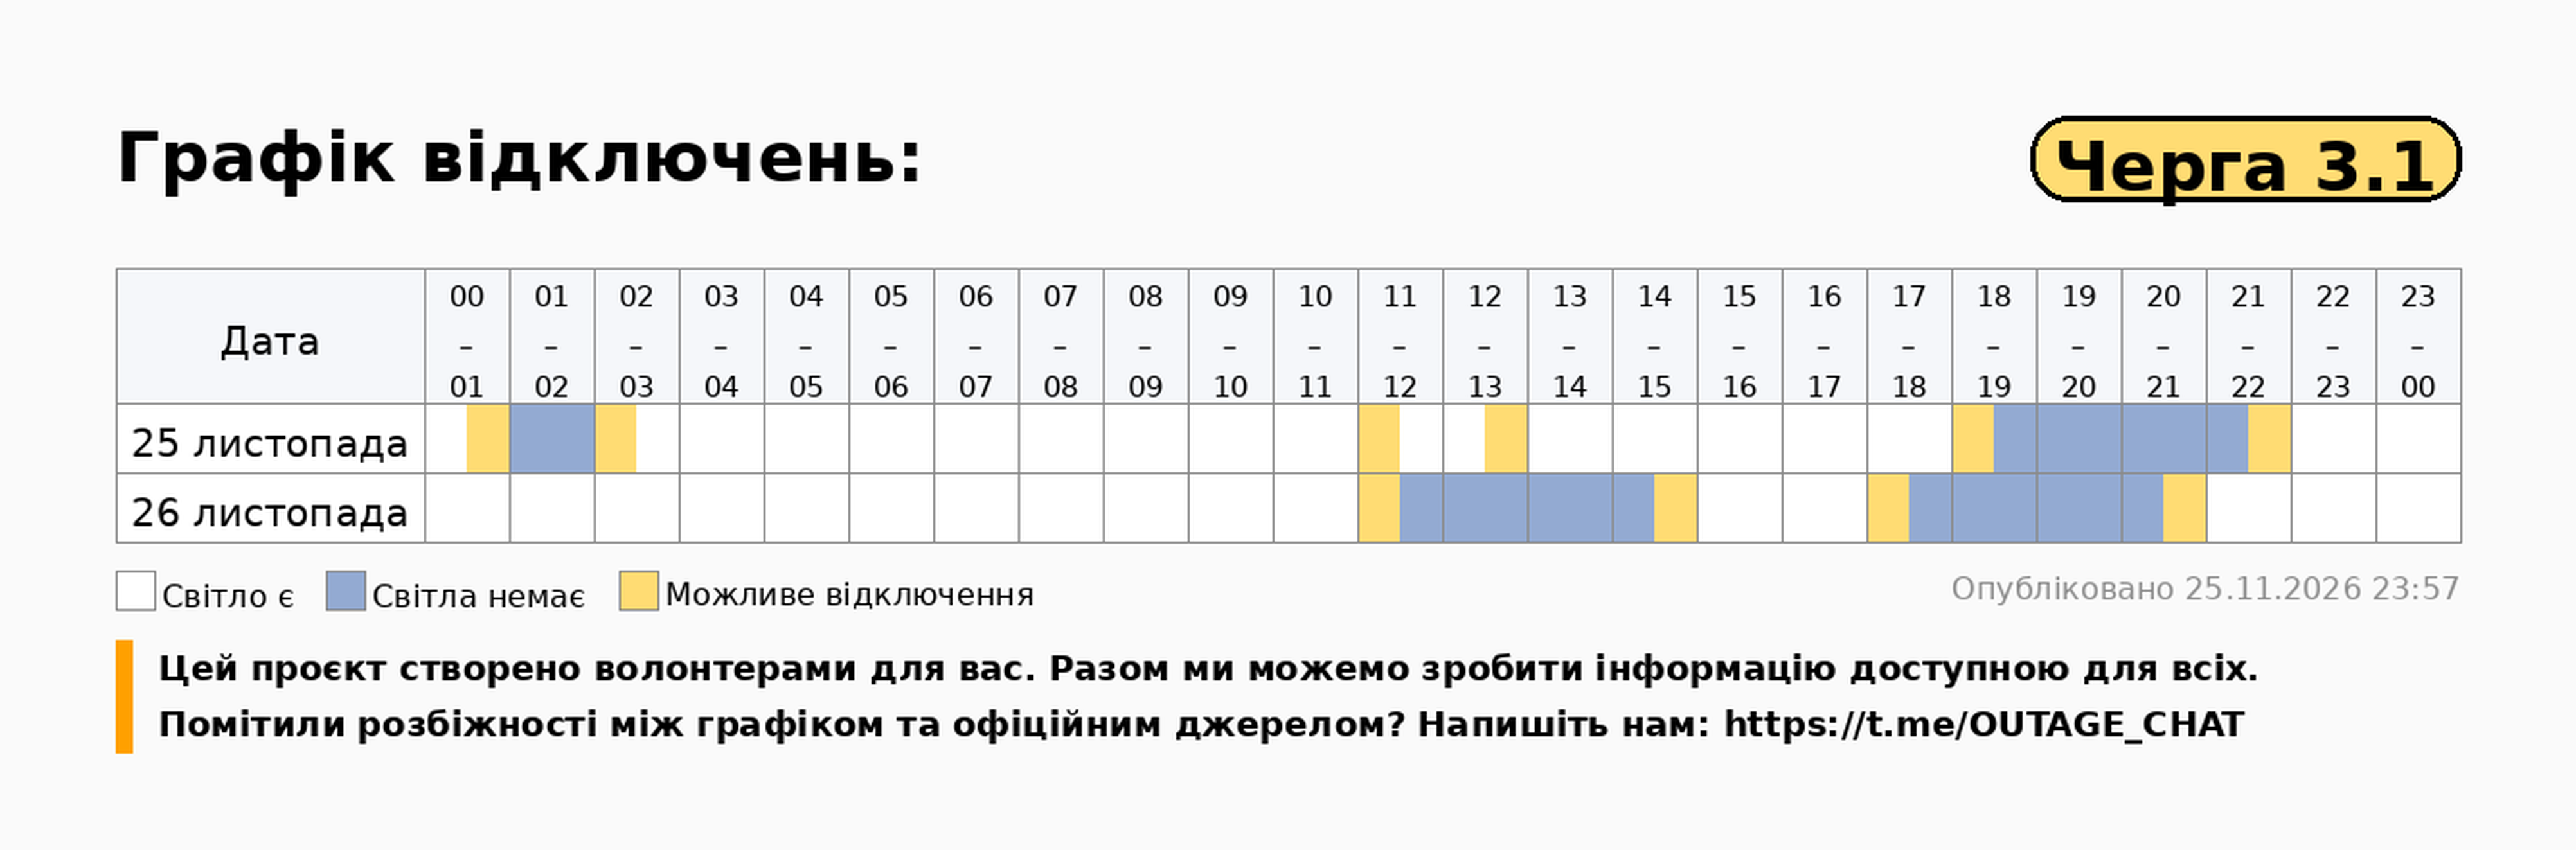 Графік відключень:
Черга 3.1
Дата 00 – 01 01 – 02 02 – 03 03 – 04 04 – 05 05 – 06 06 – 07 07 – 08 08 – 09 09 – 10 10 – 11 11 – 12 12 – 13 13 – 14 14 – 15 15 – 16 16 – 17 17 – 18 18 – 19 19 – 20 20 – 21 21 – 22 22 – 23 23 – 00
25 листопада
26 листопада
Світло є Світла немає Можливе відключення
Опубліковано 25.11.2026 23:57
Цей проєкт створено волонтерами для вас. Разом ми можемо зробити інформацію доступною для всіх.
Помітили розбіжності між графіком та офіційним джерелом? Напишіть нам: https://t.me/OUTAGE_CHAT